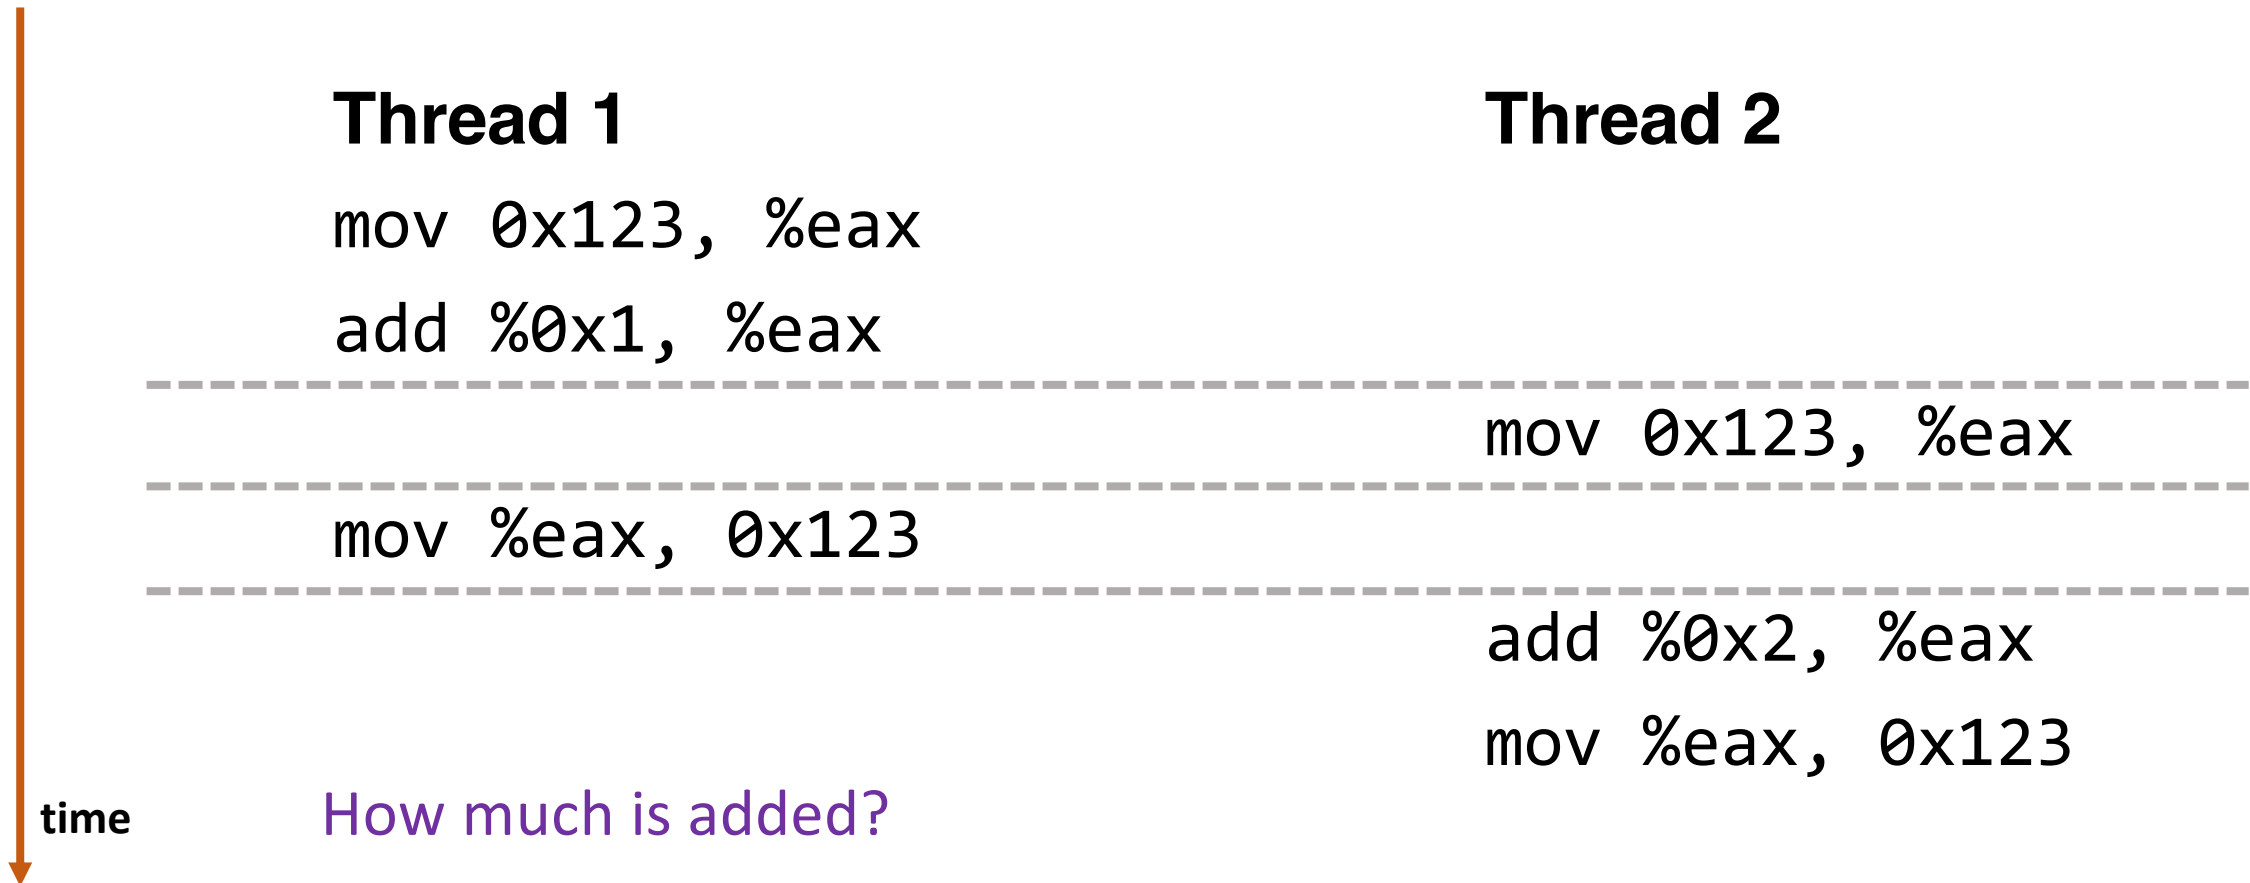 Thread 1 Thread 2
mov 0x123, %eax
add %0x1, %eax
mov 0x123, %eax
mov %eax, 0x123
add %0x2, %eax
mov %eax, 0x123
time How much is added?